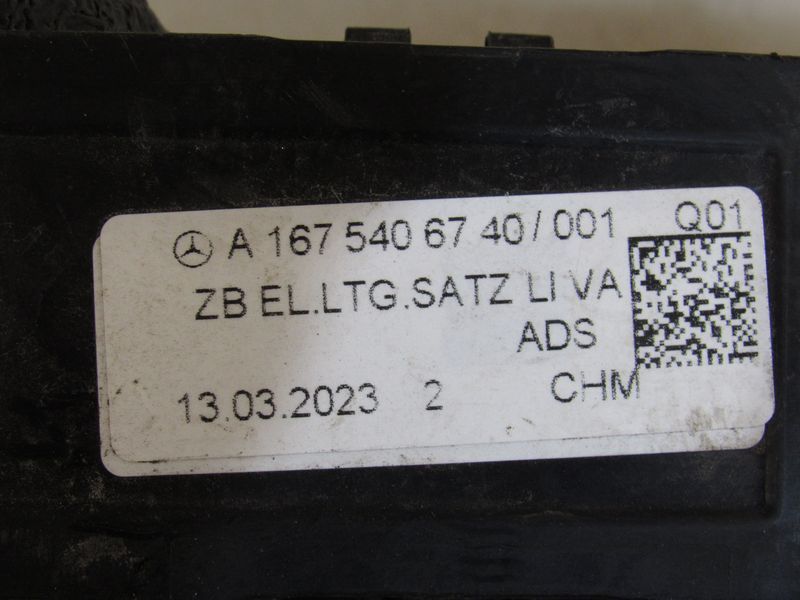 A 167 540 67 40/001 Q01
ZB EL.LTG.SATZ LI VA
ADS
13.03.2023 2 CHM